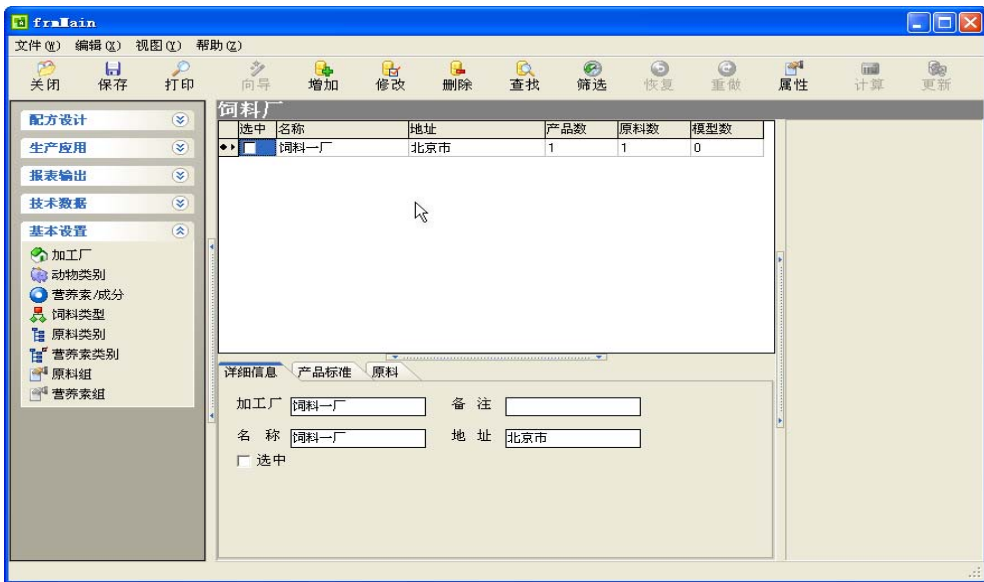 frmMain
文件(W) 编辑(X) 视图(Y) 帮助(Z)
关闭 保存 打印 向导 增加 修改 删除 查找 筛选 恢复 重做 属性 计算 更新
配方设计
生产应用
报表输出
技术数据
基本设置
加工厂
动物类别
营养素/成分
饲料类型
原料类别
营养素类别
原料组
营养素组
饲料厂
选中 名称 地址 产品数 原料数 模型数
饲料一厂 北京市 1 1 0
详细信息 产品标准 原料
加工厂 饲料一厂 备 注
名 称 饲料一厂 地 址 北京市
选中